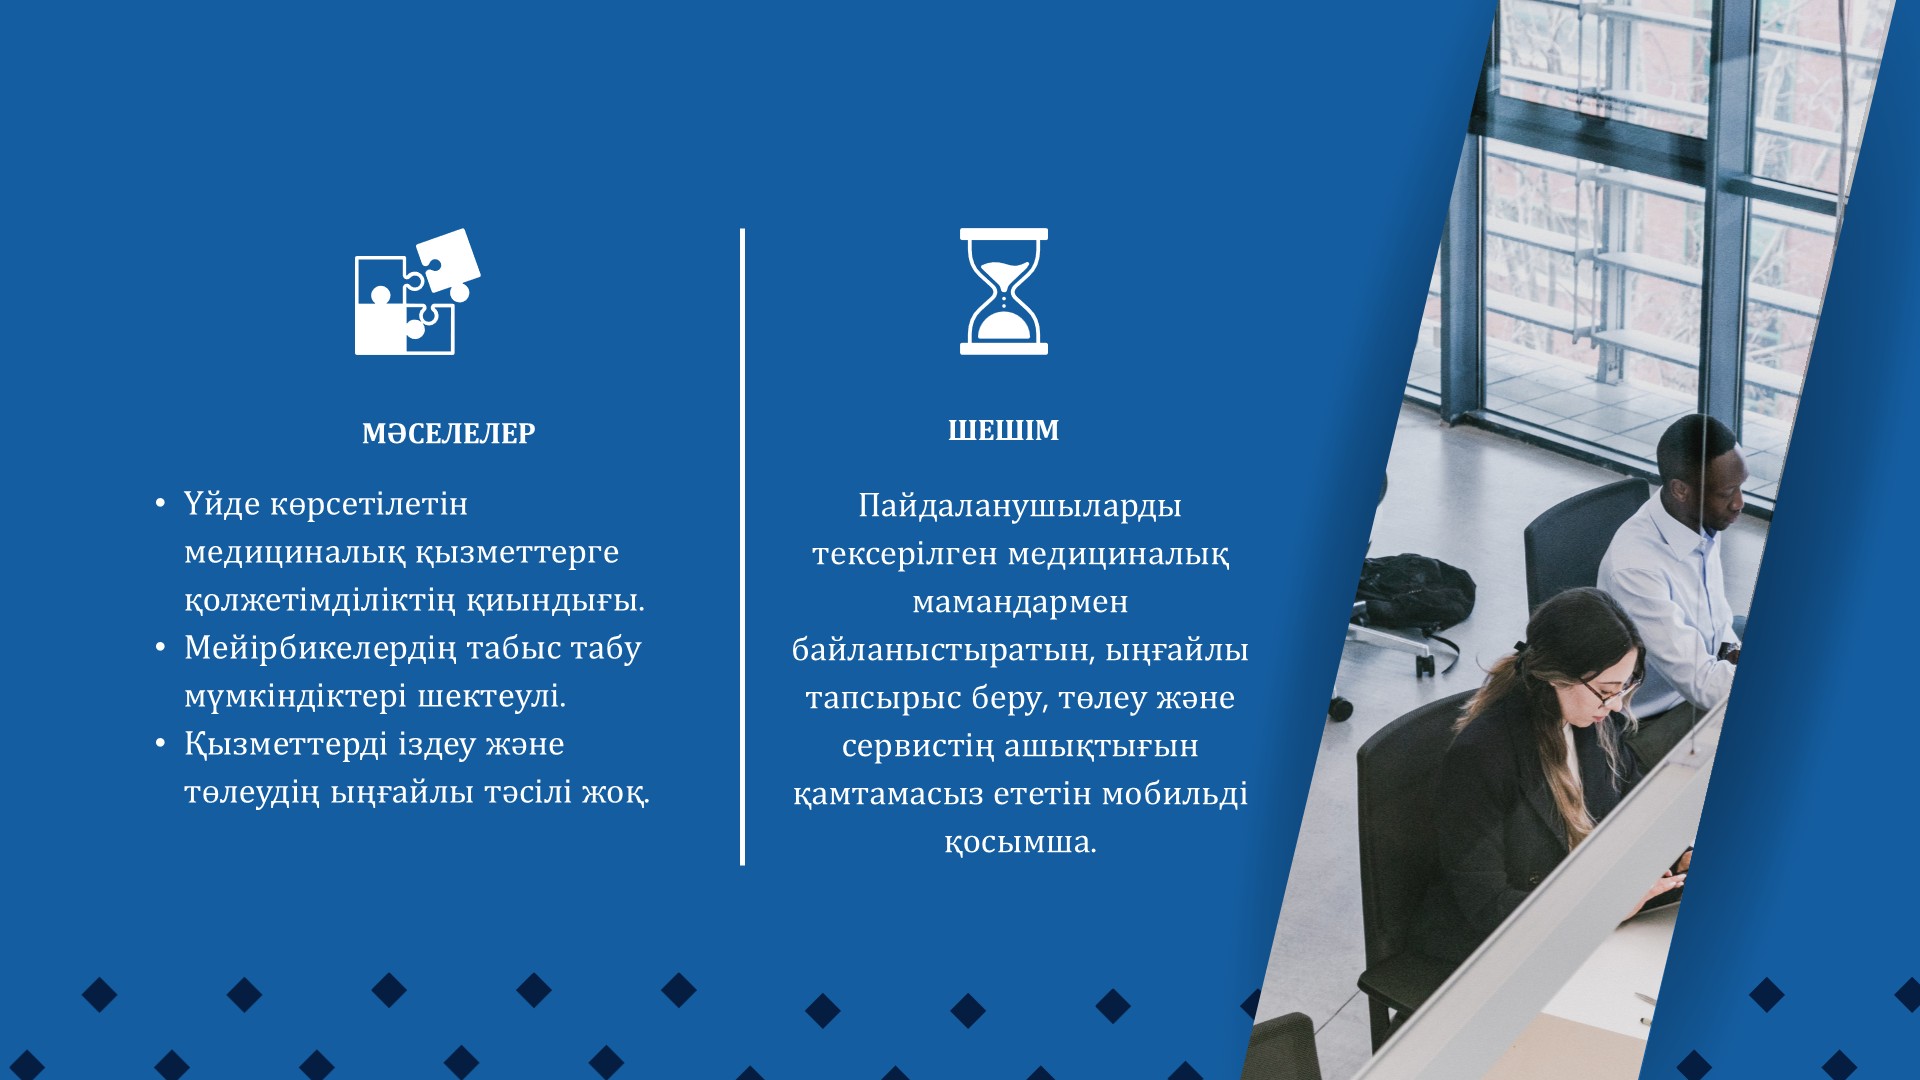 МӘСЕЛЕЛЕР
• Үйде көрсетілетін
медициналық қызметтерге
қолжетімділіктің қиындығы.
• Мейірбикелердің табыс табу
мүмкіндіктері шектеулі.
• Қызметтерді іздеу және
төлеудің ыңғайлы тәсілі жоқ.
ШЕШІМ
Пайдаланушыларды
тексерілген медициналық
мамандармен
байланыстыратын, ыңғайлы
тапсырыс беру, төлеу және
сервистің ашықтығын
қамтамасыз ететін мобильді
қосымша.